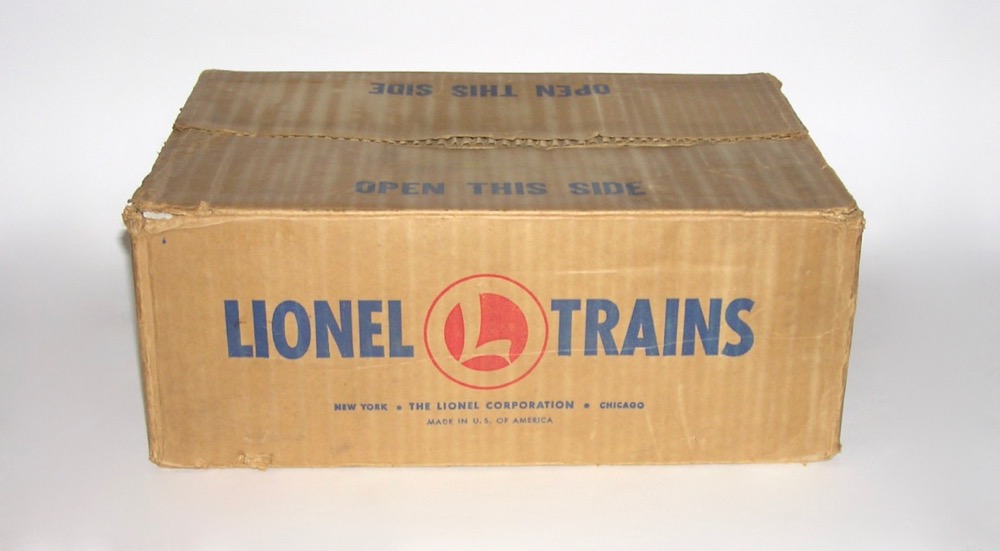 OPEN THIS SIDE
OPEN THIS SIDE
LIONEL L TRAINS
NEW YORK • THE LIONEL CORPORATION • CHICAGO
MADE IN U.S. OF AMERICA